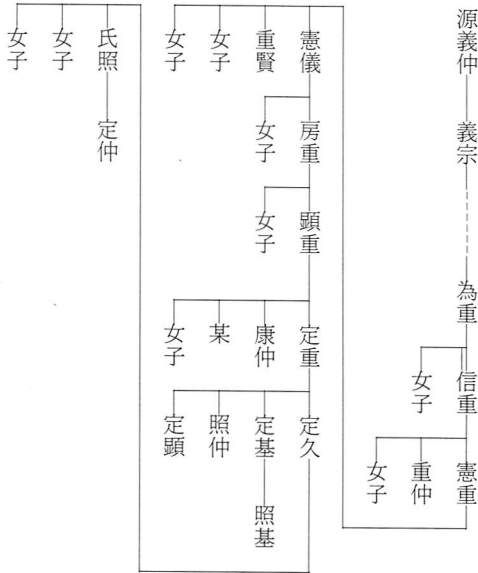 源義仲
義宗
為重
信重
女子
憲重
重仲
女子
憲儀
重賢
女子
女子
房重
女子
顕重
女子
定重
康仲
某
女子
定久
定基
照仲
定顕
照基
氏照
女子
女子
定仲